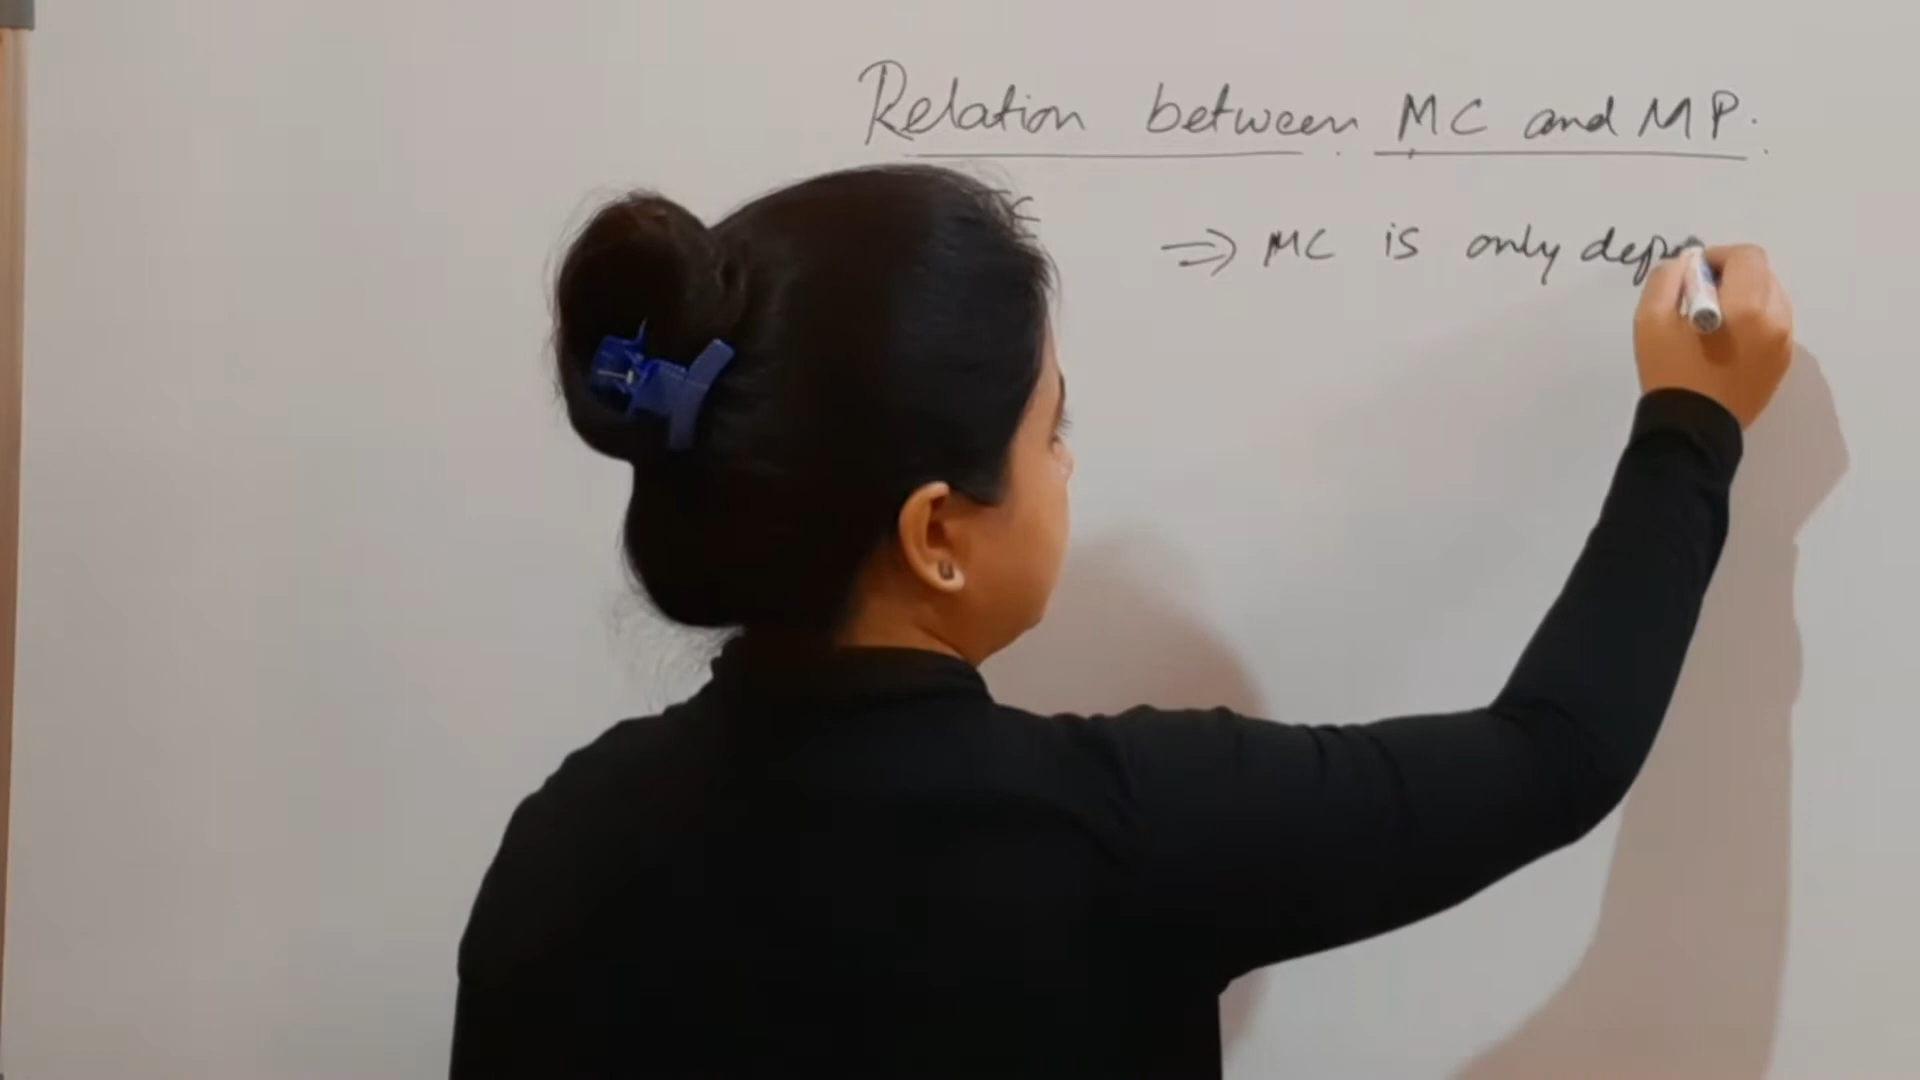 Relation between MC and MP.
⇒ MC is only